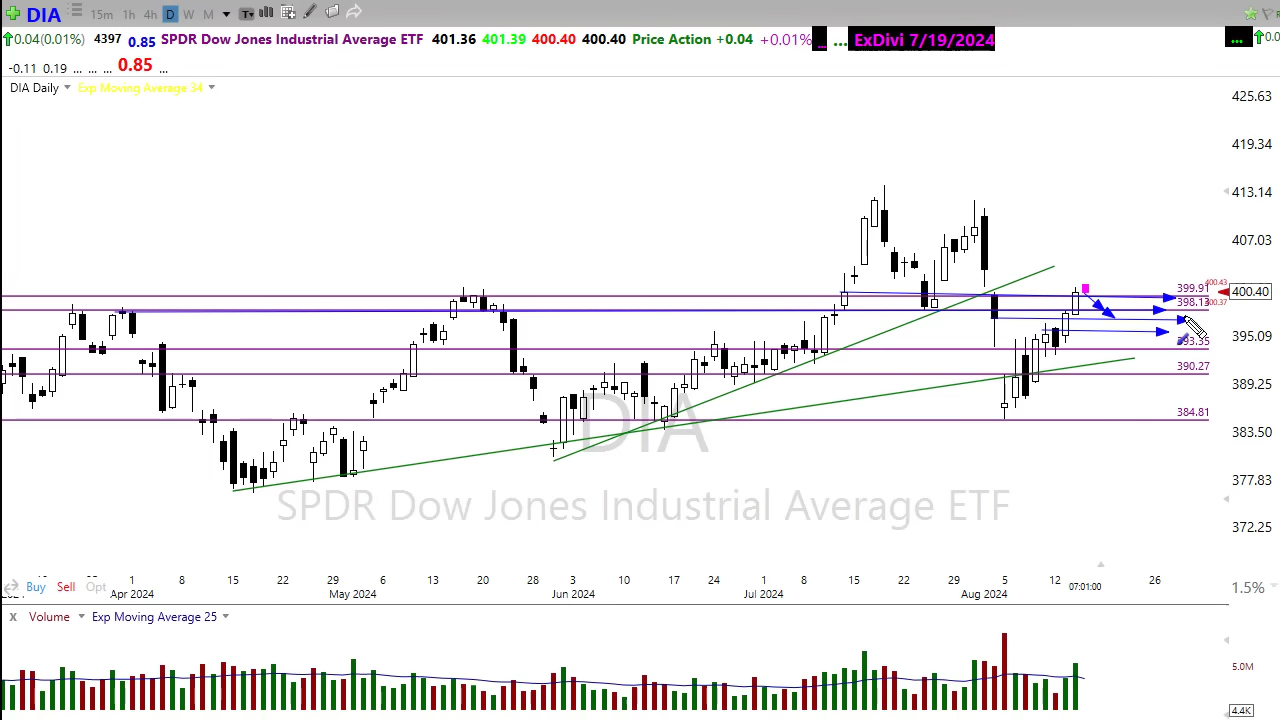 DIA 15m 1h 4h D W M
0.04(0.01%) 4397 0.85 SPDR Dow Jones Industrial Average ETF 401.36 401.39 400.40 400.40 Price Action +0.04 +0.01% ... ExDivi 7/19/2024 ...
-0.11 0.19 ... ... ... 0.85 ...
DIA Daily Exp Moving Average 34
425.63
419.34
413.14
407.03
400.43
399.91
400.40
398.13
400.37
395.09
393.35
390.27
389.25
384.81
383.50
377.83
372.25
DIA
SPDR Dow Jones Industrial Average ETF
1 8 15 22 29 6 13 20 28 3 10 17 24 1 8 15 22 29 5 12 26
Buy Sell Opt 07:01:00 1.5%
Apr 2024 May 2024 Jun 2024 Jul 2024 Aug 2024
X Volume Exp Moving Average 25
5.0M
4.4K